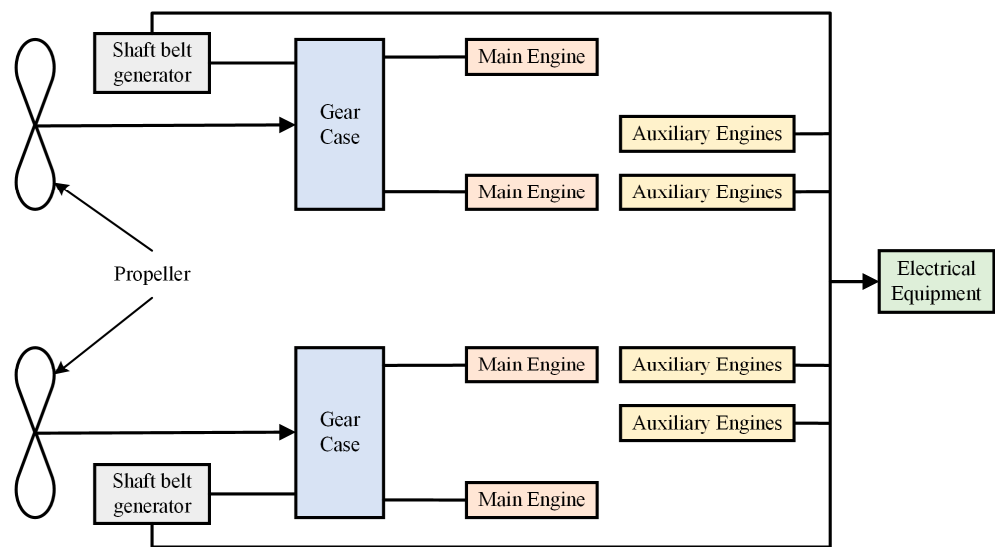 Shaft belt
generator
Gear
Case
Main Engine
Auxiliary Engines
Main Engine
Auxiliary Engines
Propeller
Electrical
Equipment
Gear
Case
Main Engine
Auxiliary Engines
Auxiliary Engines
Shaft belt
generator
Main Engine